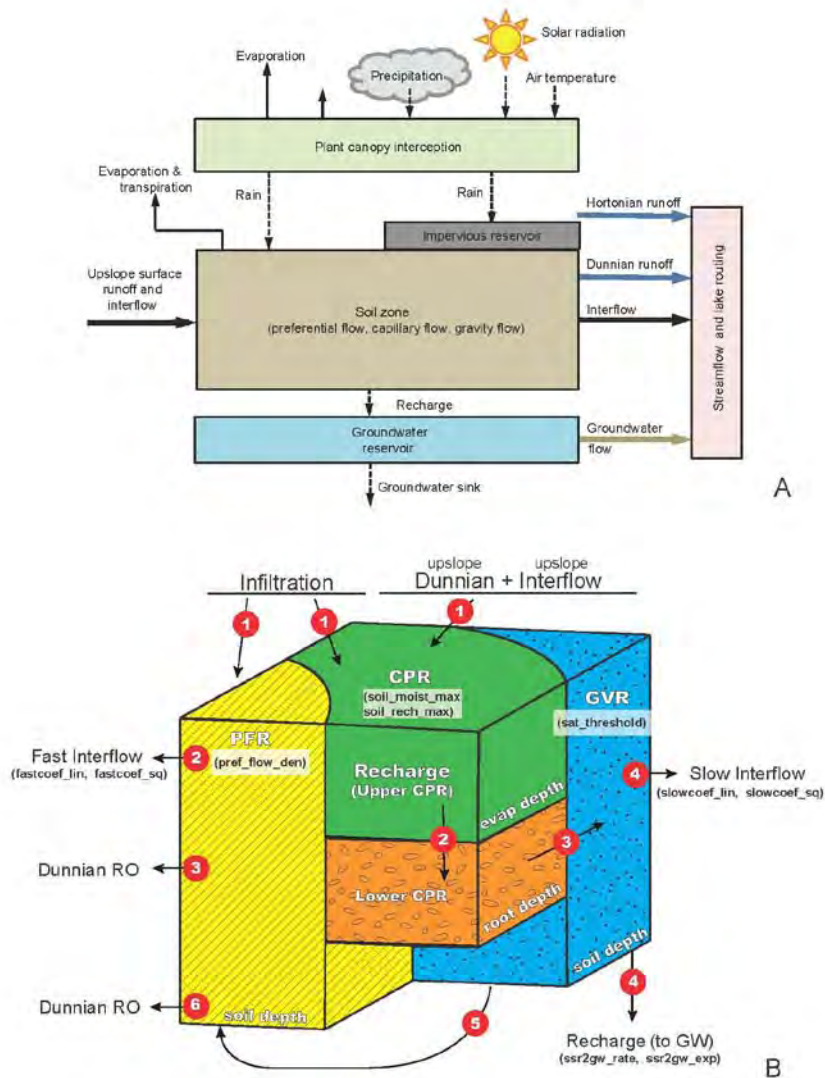 Solar radiation
Evaporation
Precipitation
Air temperature
Plant canopy interception
Evaporation &
transpiration
Rain
Rain
Hortonian runoff
Impervious reservoir
Upslope surface
runoff and
interflow
Dunnian runoff
Soil zone
(preferential flow, capillary flow, gravity flow)
Interflow
Streamflow and lake routing
Recharge
Groundwater
reservoir
Groundwater
flow
Groundwater sink
A
upslope upslope
Infiltration
Dunnian + Interflow
1
1
1
CPR
(soil_moist_max
soil_rech_max)
GVR
(sat_threshold)
PFR
(pref_flow_den)
Fast Interflow
(fastcoef_lin, fastcoef_sq)
2
Recharge
(Upper CPR)
4
Slow Interflow
(slowcoef_lin, slowcoef_sq)
evap depth
2
3
Dunnian RO
3
Lower CPR
root depth
soil depth
Dunnian RO
6
soil depth
5
4
Recharge (to GW)
(ssr2gw_rate, ssr2gw_exp)
B